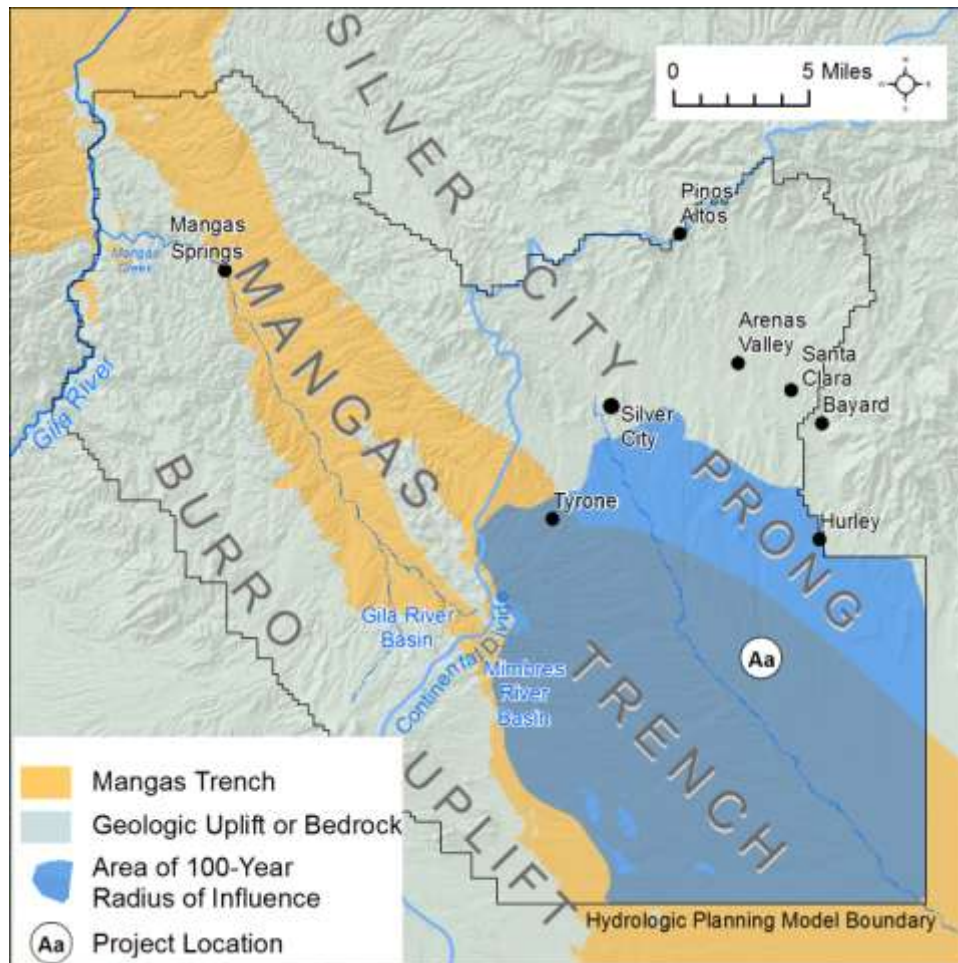 SILVER
0 5 Miles
Pinos
Altos
Mangas
Springs
Mangas
Creek
MANGAS
CITY
Arenas
Valley
Santa
Clara
Bayard
Gila River
Silver
City
BURRO
PRONG
Tyrone
Hurley
Gila River
Basin
Continental Divide
Mimbres
River
Basin
Aa
TRENCH
UPLIFT
Mangas Trench
Geologic Uplift or Bedrock
Area of 100-Year
Radius of Influence
Aa Project Location
Hydrologic Planning Model Boundary